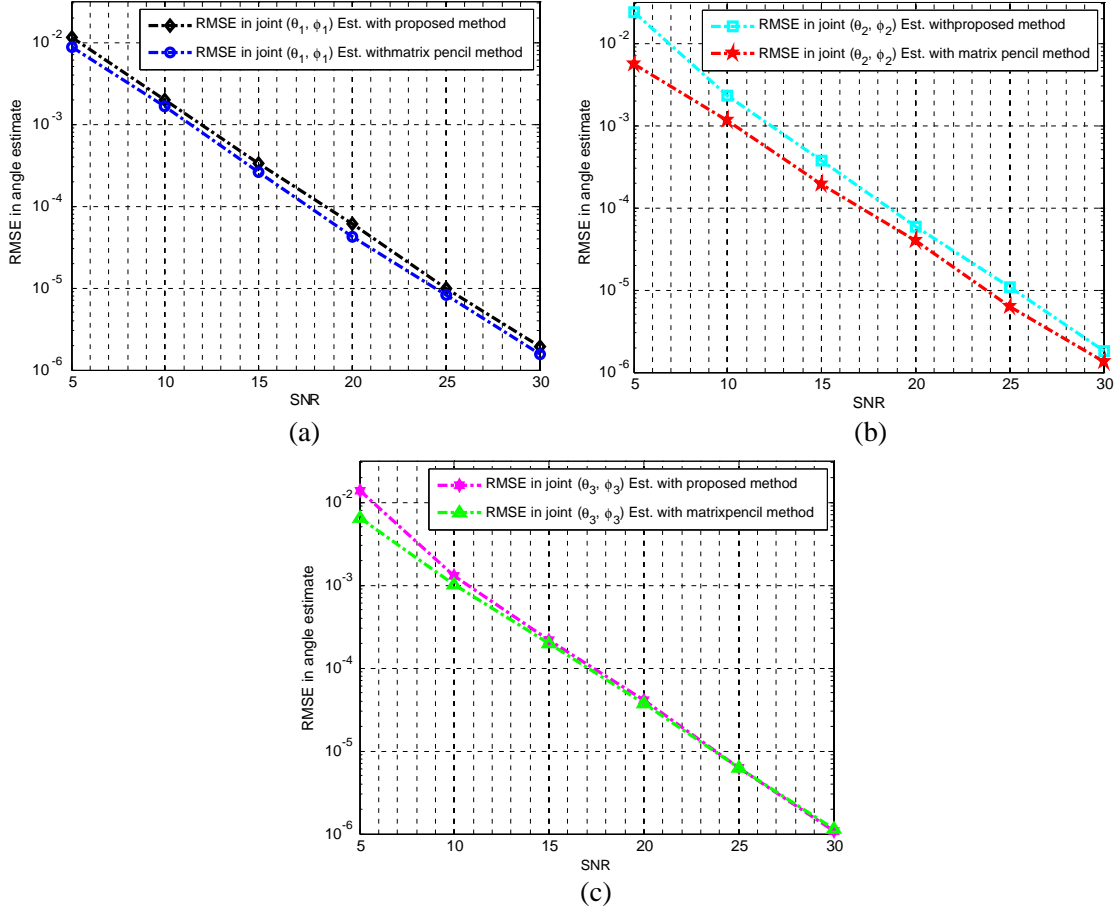 RMSE in joint (θ1, ϕ1) Est. with proposed method
RMSE in joint (θ1, ϕ1) Est. withmatrix pencil method
RMSE in angle estimate
10-2
10-3
10-4
10-5
10-6
5 10 15 20 25 30
SNR
(a)
RMSE in joint (θ2, ϕ2) Est. withproposed method
RMSE in joint (θ2, ϕ2) Est. with matrix pencil method
RMSE in angle estimate
10-2
10-3
10-4
10-5
10-6
5 10 15 20 25 30
SNR
(b)
RMSE in joint (θ3, ϕ3) Est. with proposed method
RMSE in joint (θ3, ϕ3) Est. with matrixpencil method
RMSE in angle estimate
10-2
10-3
10-4
10-5
10-6
5 10 15 20 25 30
SNR
(c)